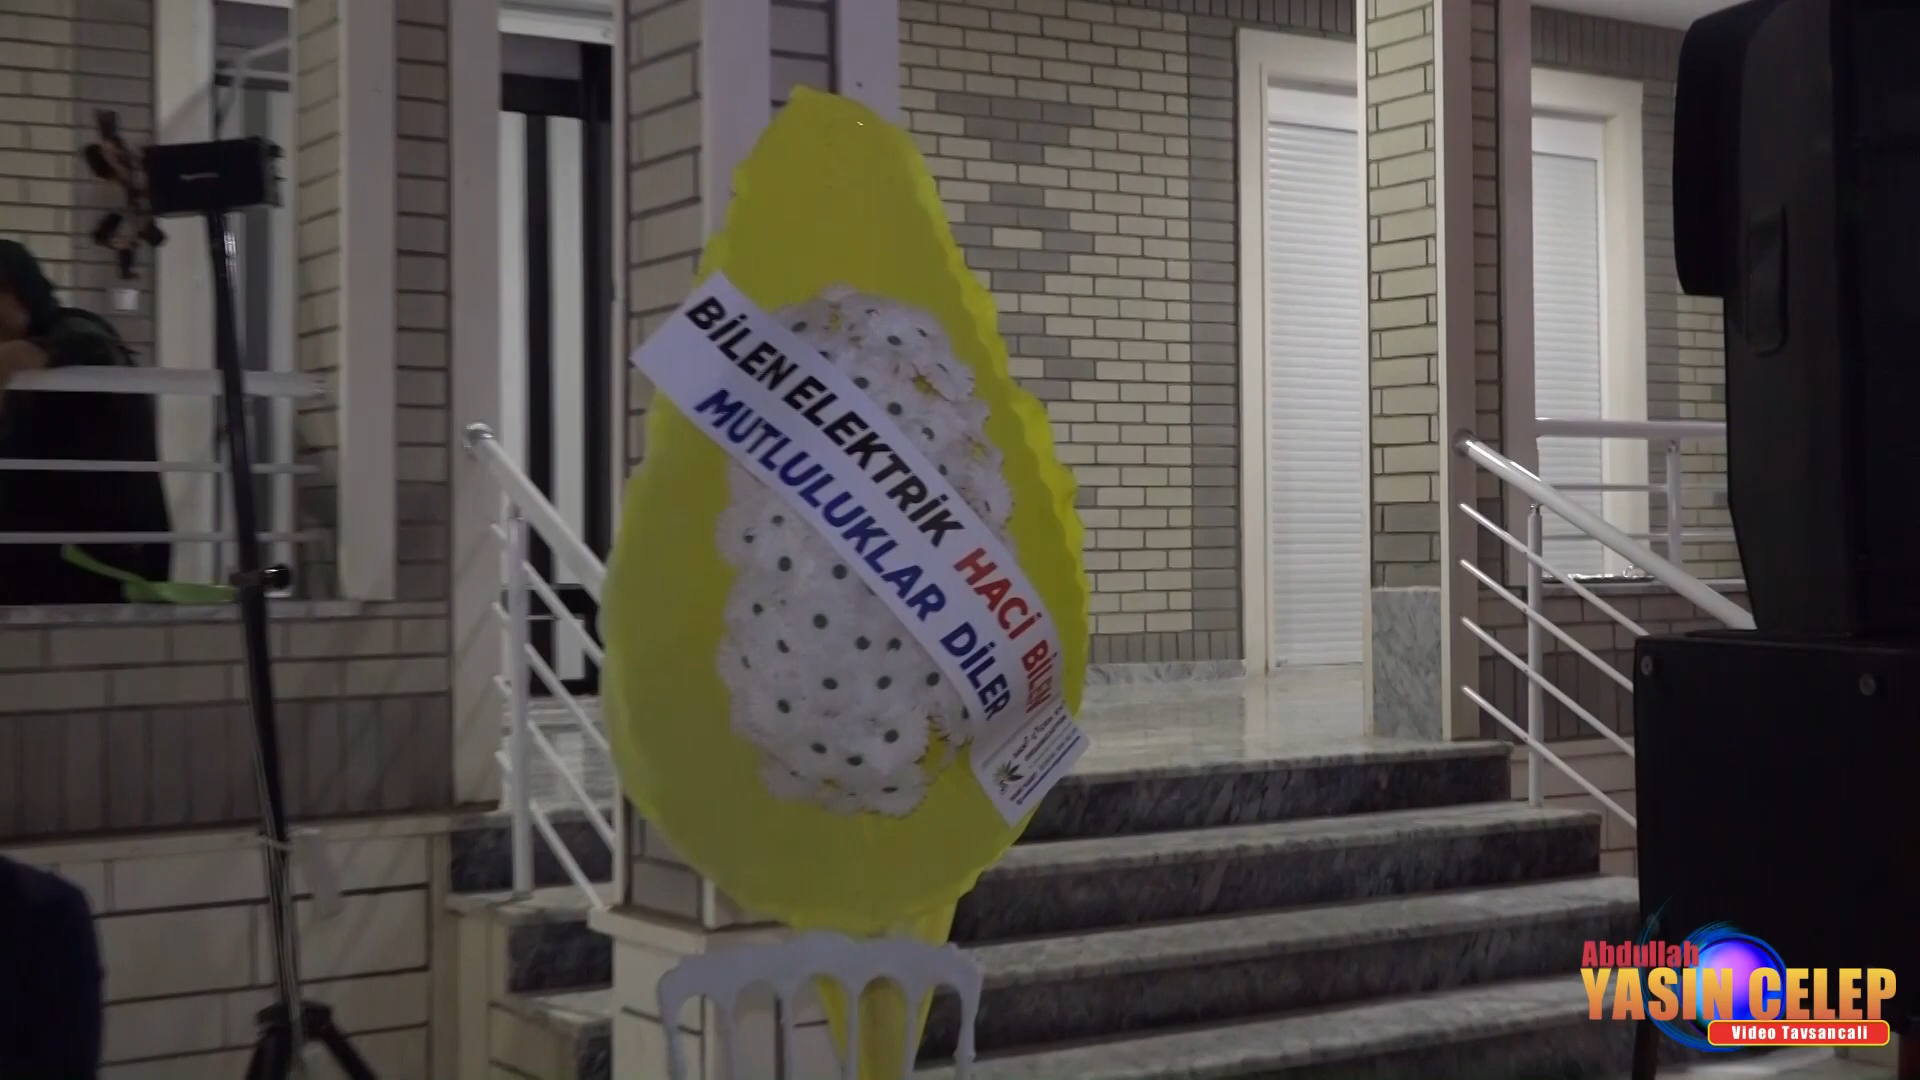 BİLEN ELEKTRİK HACİ BİLEN
MUTLULUKLAR DİLER
Abdullah
YASIN CELEP
Video Tavsancali